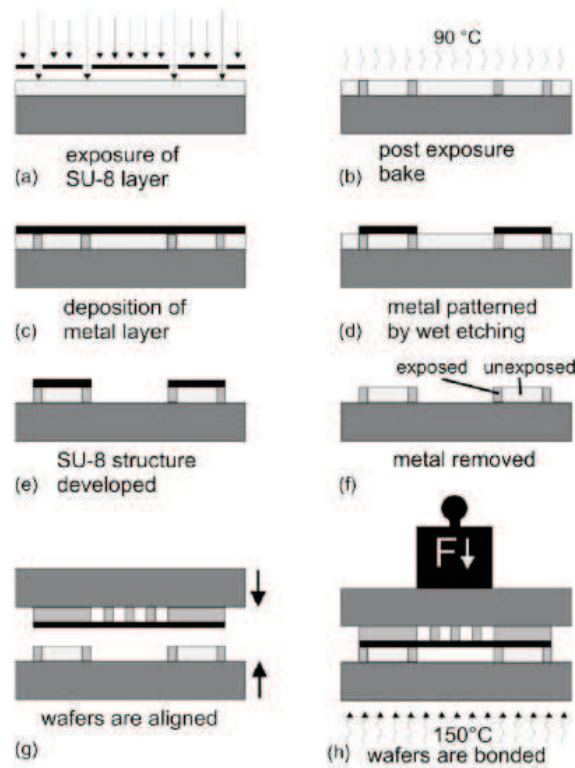 90 °C
exposure of
(a) SU-8 layer
post exposure
(b) bake
deposition of
(c) metal layer
metal patterned
(d) by wet etching
SU-8 structure
(e) developed
exposed unexposed
metal removed
(f)
wafers are aligned
(g)
F
150°C
(h) wafers are bonded